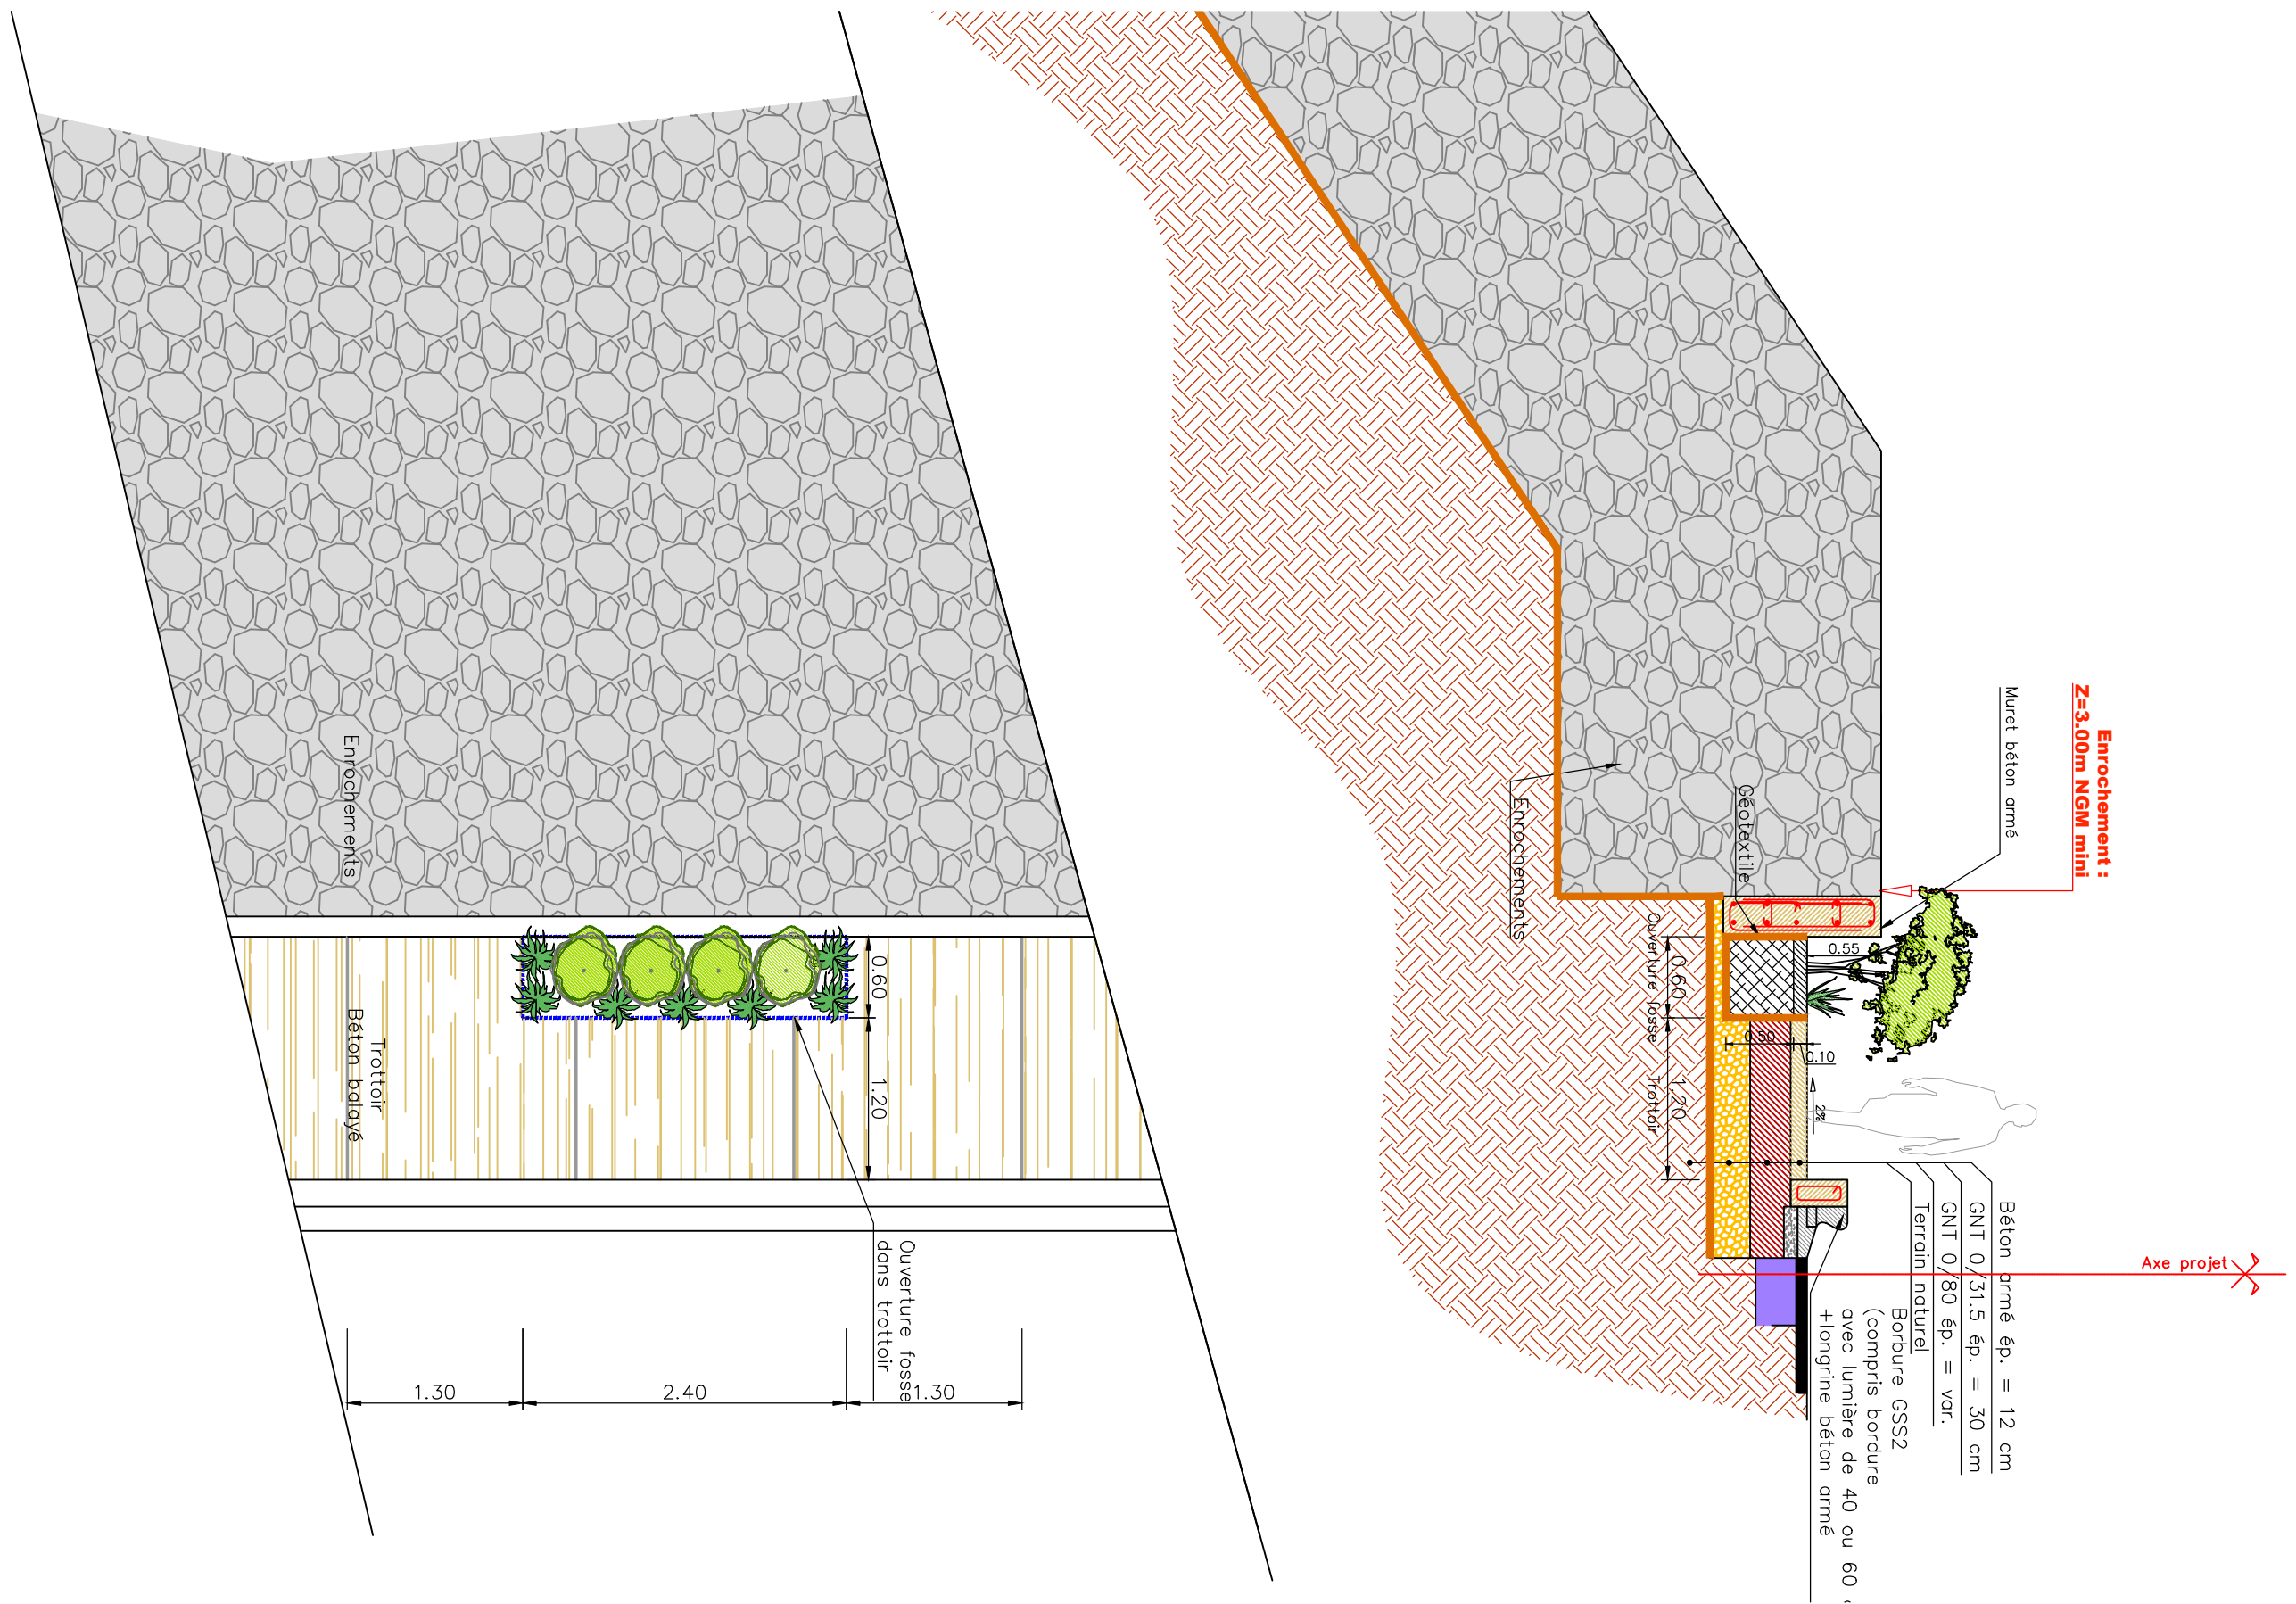 Enrochement :
Z=3.00m NGM mini
Muret béton armé
Géotextile
Enrochements
0.55
0.60
Ouverture fosse
0.50
0.10
1.20
Trottoir
2%
Béton armé ép. = 12 cm
GNT 0/31.5 ép. = 30 cm
GNT 0/80 ép. = var.
Terrain naturel
Borbure GSS2
(compris bordure
avec lumière de 40 ou 60
+longrine béton armé
Axe projet
Enrochements
Trottoir
Béton balayé
0.60
1.20
Ouverture fosse
dans trottoir
1.30
2.40
1.30